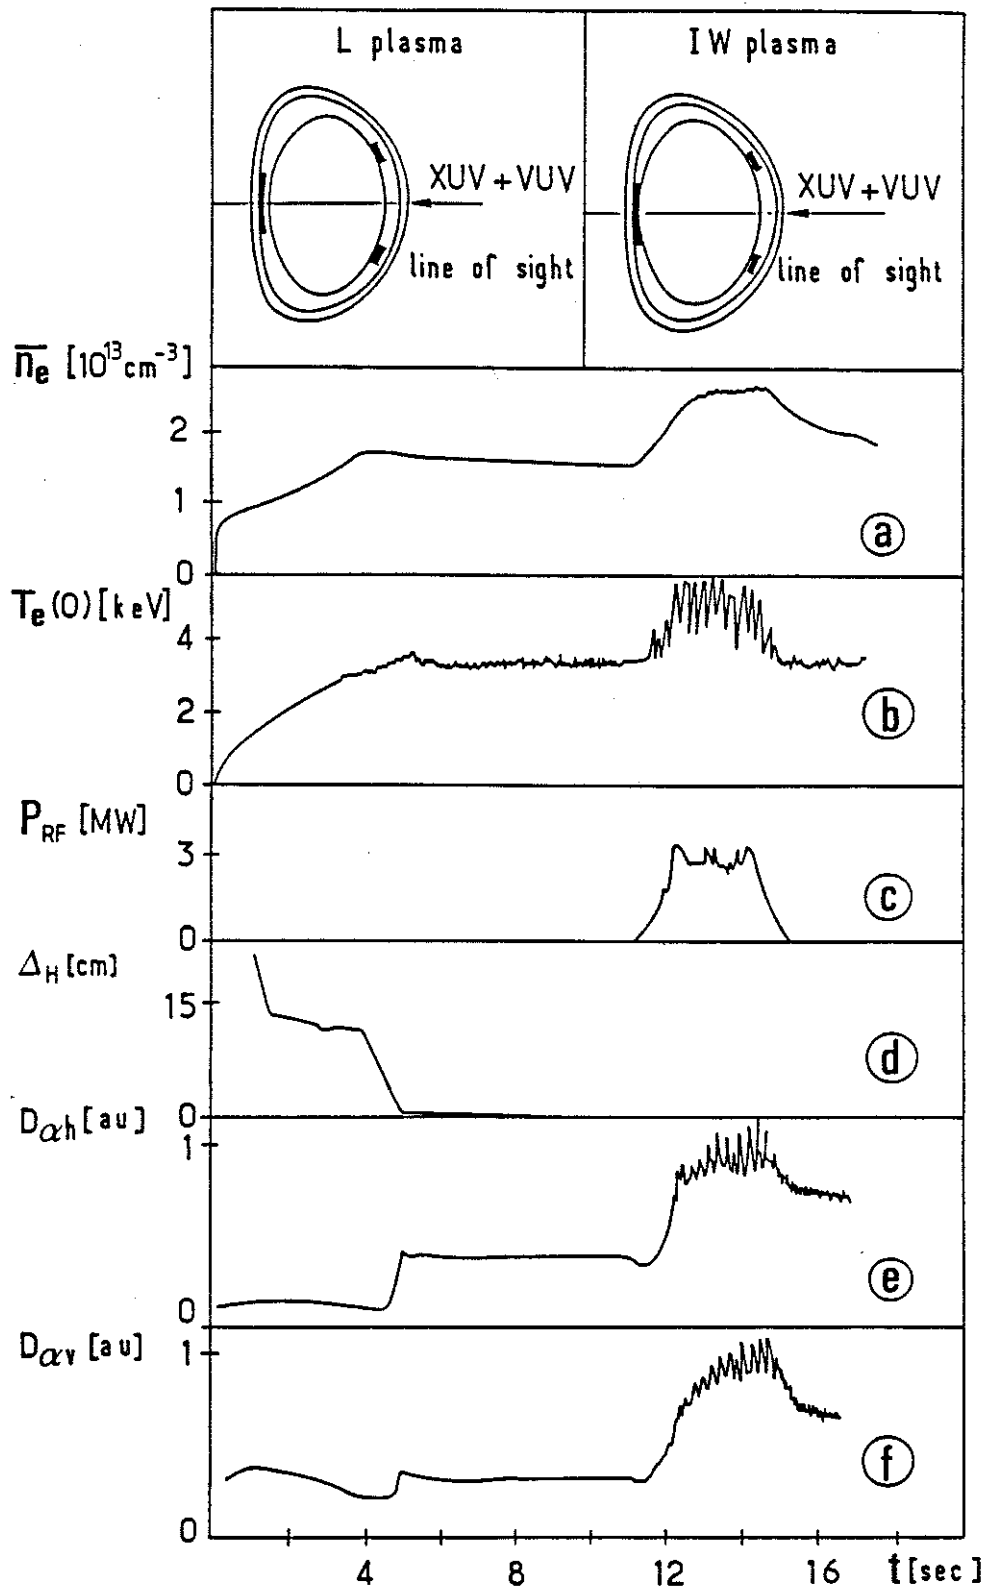 L plasma
IW plasma
XUV+VUV
XUV+VUV
line of sight
line of sight
n̅e [10¹³cm⁻³]
2
1
0
a
Te(0) [keV]
4
2
0
b
PRF [MW]
3
0
c
ΔH [cm]
15
0
d
Dαh [au]
1
0
e
Dαv [au]
1
0
f
4
8
12
16
t [sec]